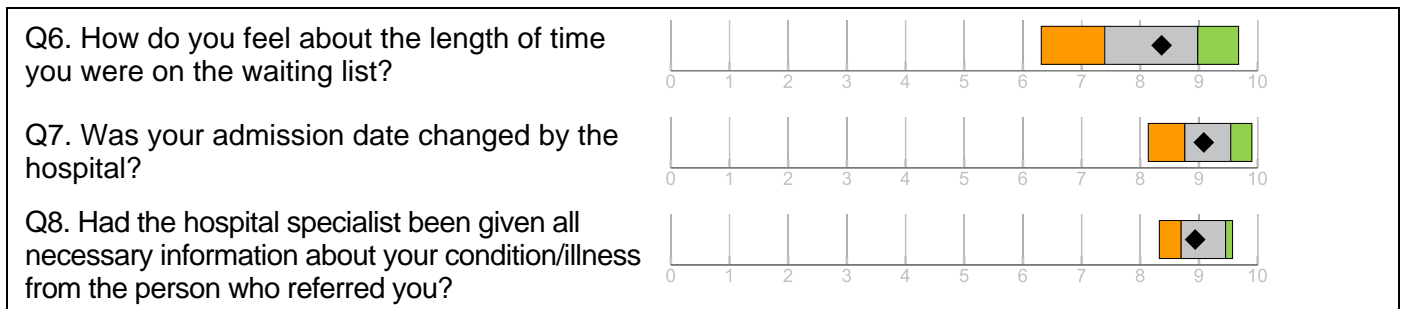 Q6. How do you feel about the length of time
you were on the waiting list?
0 1 2 3 4 5 6 7 8 9 10
Q7. Was your admission date changed by the
hospital?
0 1 2 3 4 5 6 7 8 9 10
Q8. Had the hospital specialist been given all
necessary information about your condition/illness
from the person who referred you?
0 1 2 3 4 5 6 7 8 9 10